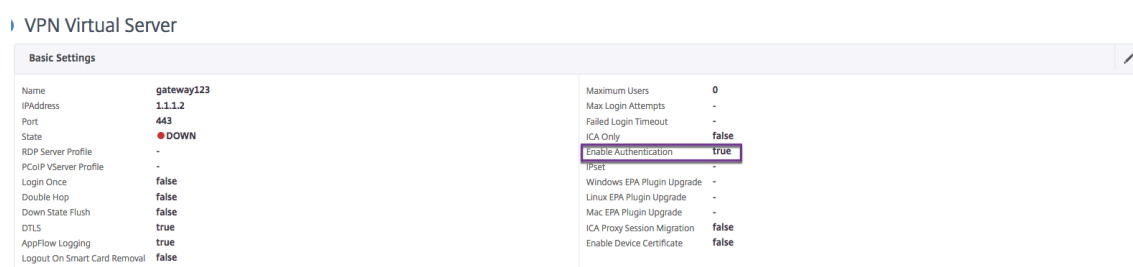 VPN Virtual Server
Basic Settings
Name gateway123
IPAddress 1.1.1.2
Port 443
State DOWN
RDP Server Profile -
PCoIP VServer Profile -
Login Once false
Double Hop false
Down State Flush false
DTLS true
AppFlow Logging true
Logout On Smart Card Removal false
Maximum Users 0
Max Login Attempts -
Failed Login Timeout -
ICA Only false
Enable Authentication true
IPset -
Windows EPA Plugin Upgrade -
Linux EPA Plugin Upgrade -
Mac EPA Plugin Upgrade -
ICA Proxy Session Migration false
Enable Device Certificate false